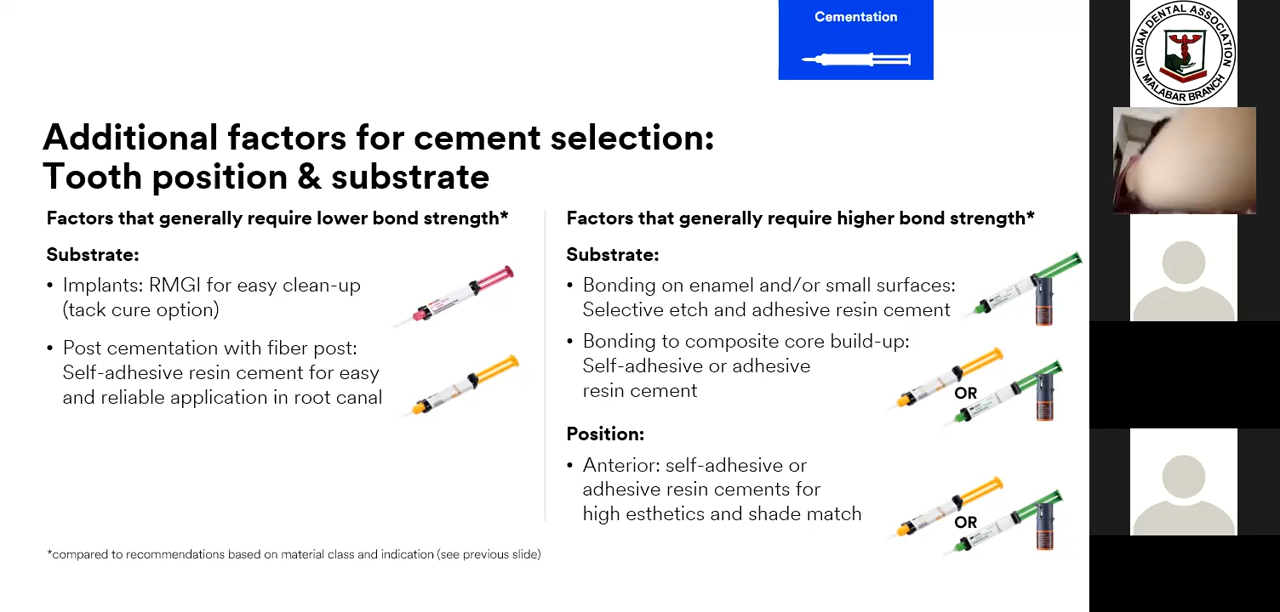 Cementation
INDIAN DENTAL ASSOCIATION
MALABAR BRANCH
Additional factors for cement selection:
Tooth position & substrate
Factors that generally require lower bond strength*
Substrate:
• Implants: RMGI for easy clean-up
(tack cure option)
• Post cementation with fiber post:
Self-adhesive resin cement for easy
and reliable application in root canal
Factors that generally require higher bond strength*
Substrate:
• Bonding on enamel and/or small surfaces:
Selective etch and adhesive resin cement
• Bonding to composite core build-up:
Self-adhesive or adhesive
resin cement
OR
Position:
• Anterior: self-adhesive or
adhesive resin cements for
high esthetics and shade match
OR
*compared to recommendations based on material class and indication (see previous slide)